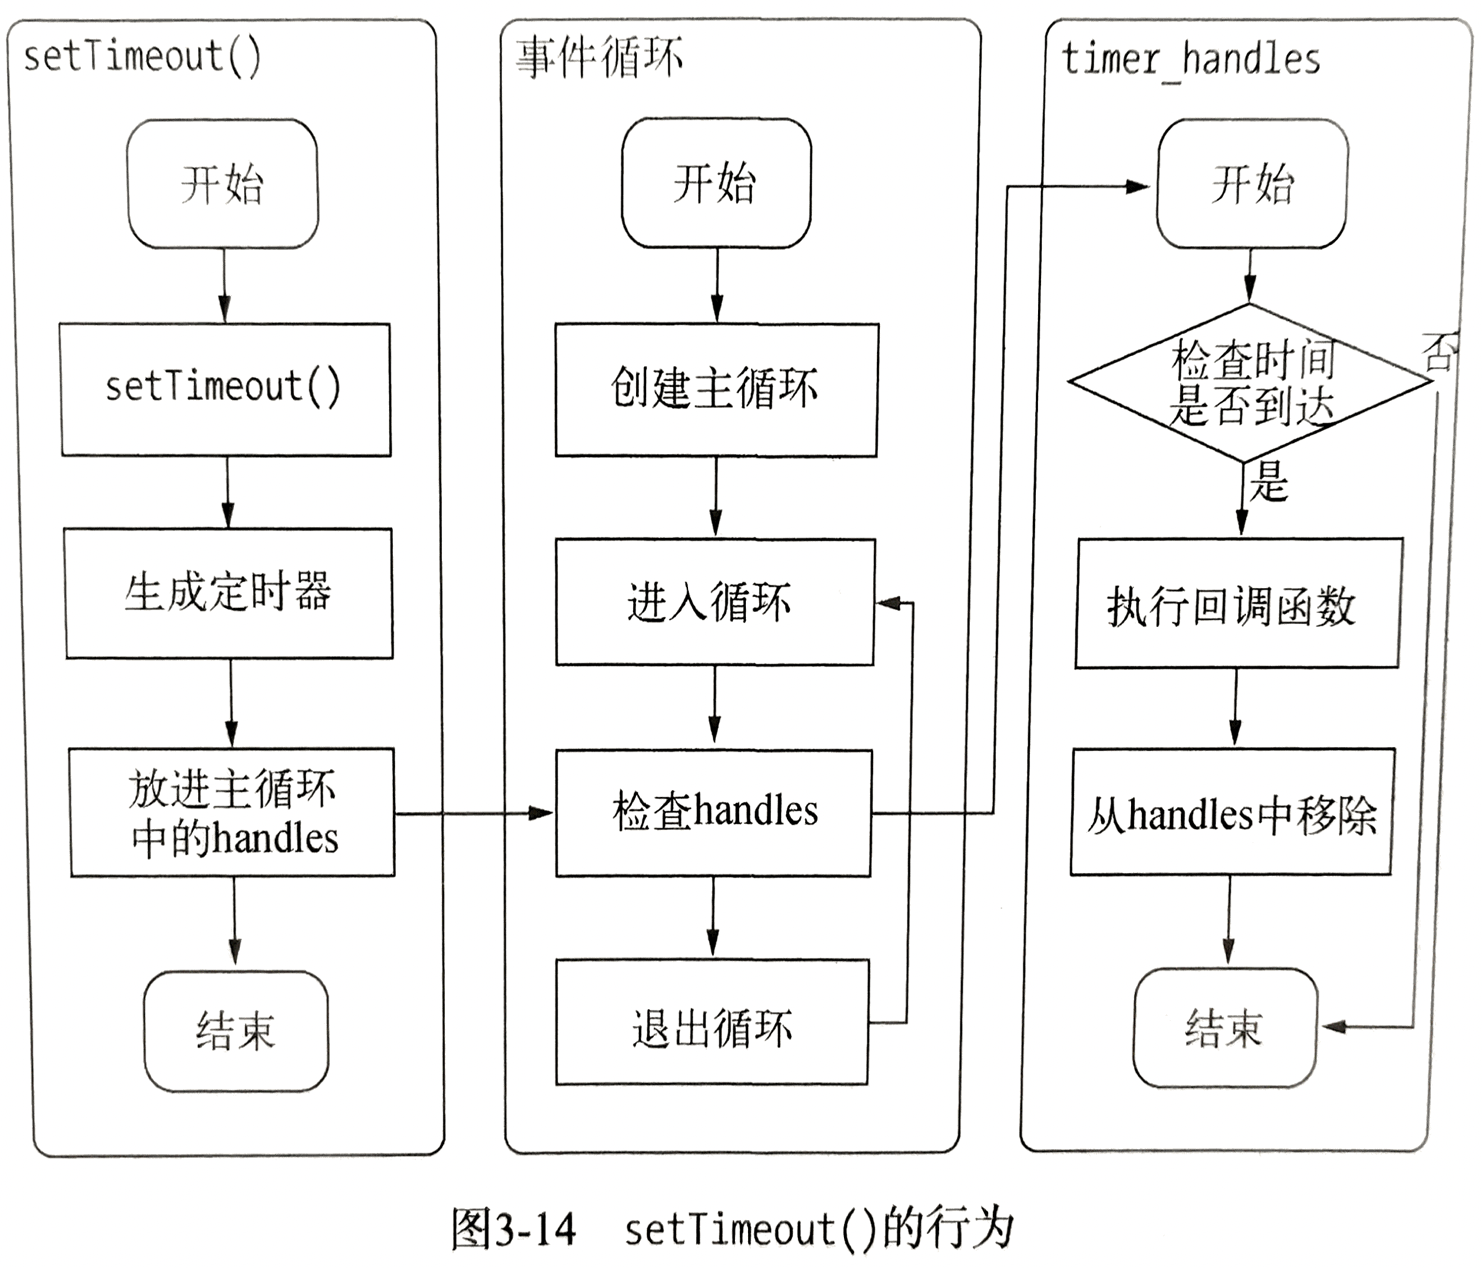 setTimeout()
开始
setTimeout()
生成定时器
放进主循环
中的handles
结束
事件循环
开始
创建主循环
进入循环
检查handles
退出循环
timer_handles
开始
检查时间
是否到达
否
是
执行回调函数
从handles中移除
结束
图3-14 setTimeout()的行为